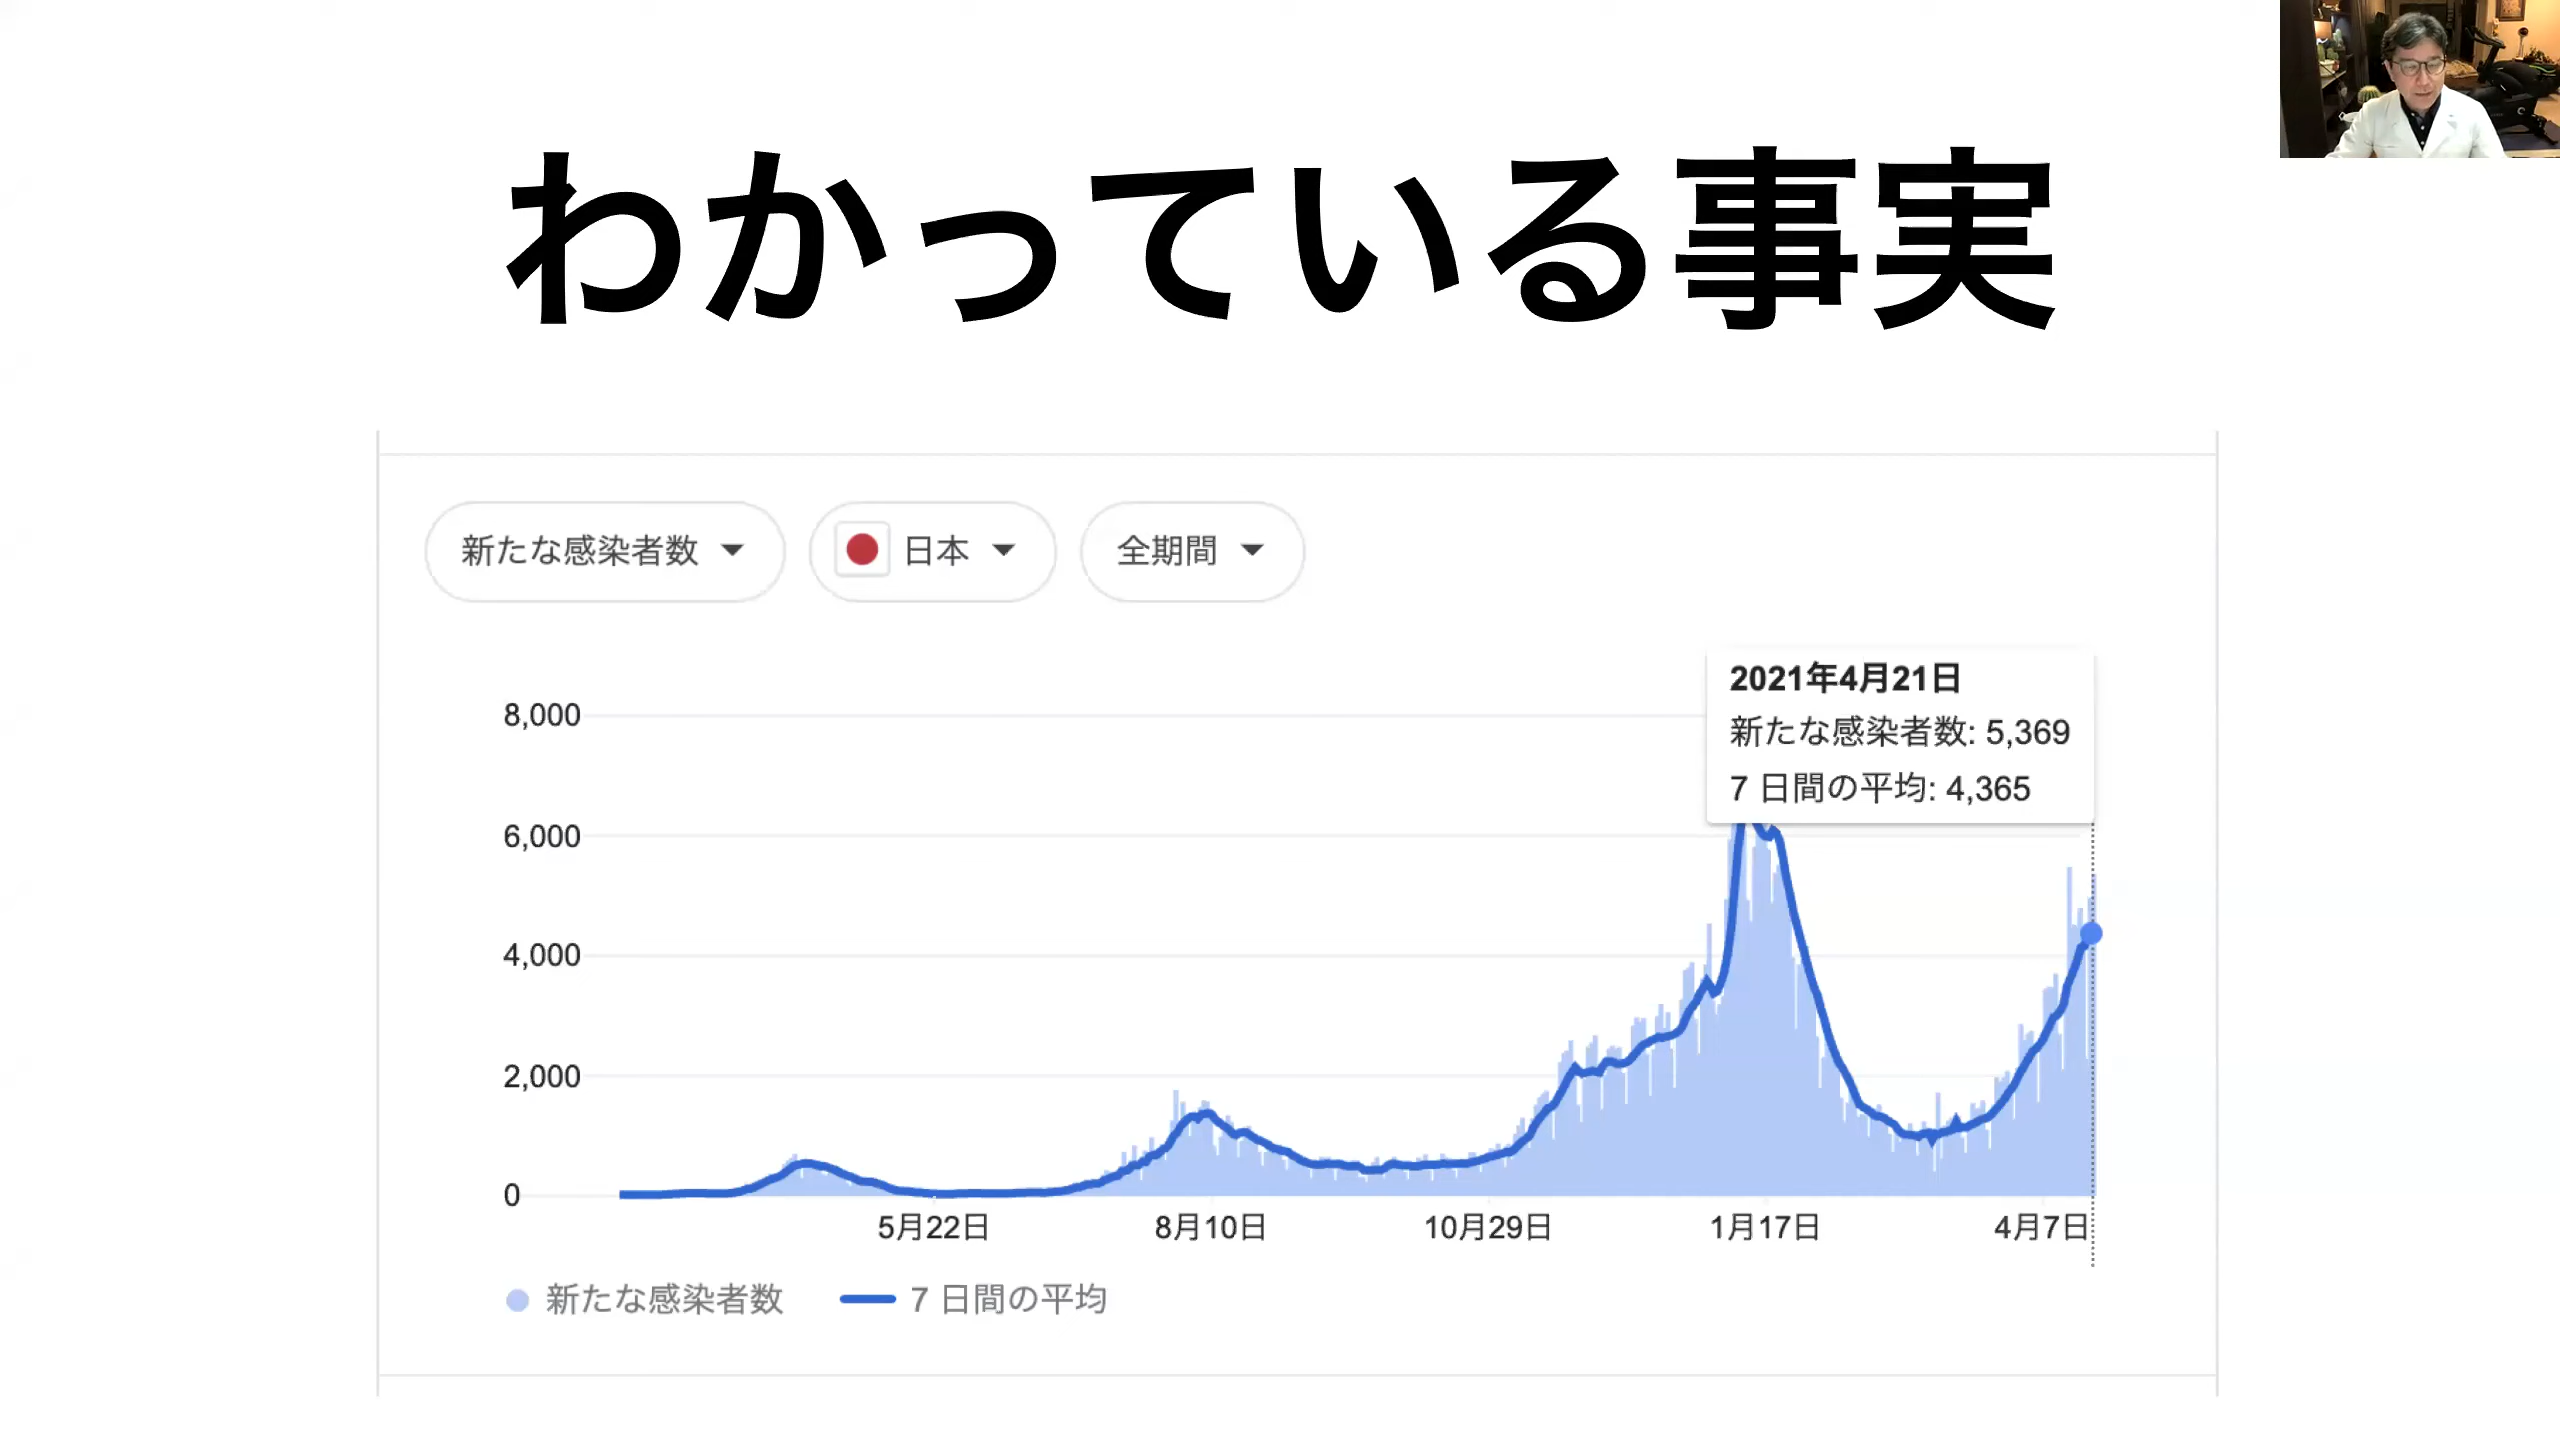 わかっている事実
新たな感染者数 日本 全期間
2021年4月21日
新たな感染者数: 5,369
7 日間の平均: 4,365
8,000
6,000
4,000
2,000
0
5月22日 8月10日 10月29日 1月17日 4月7日
新たな感染者数 7 日間の平均